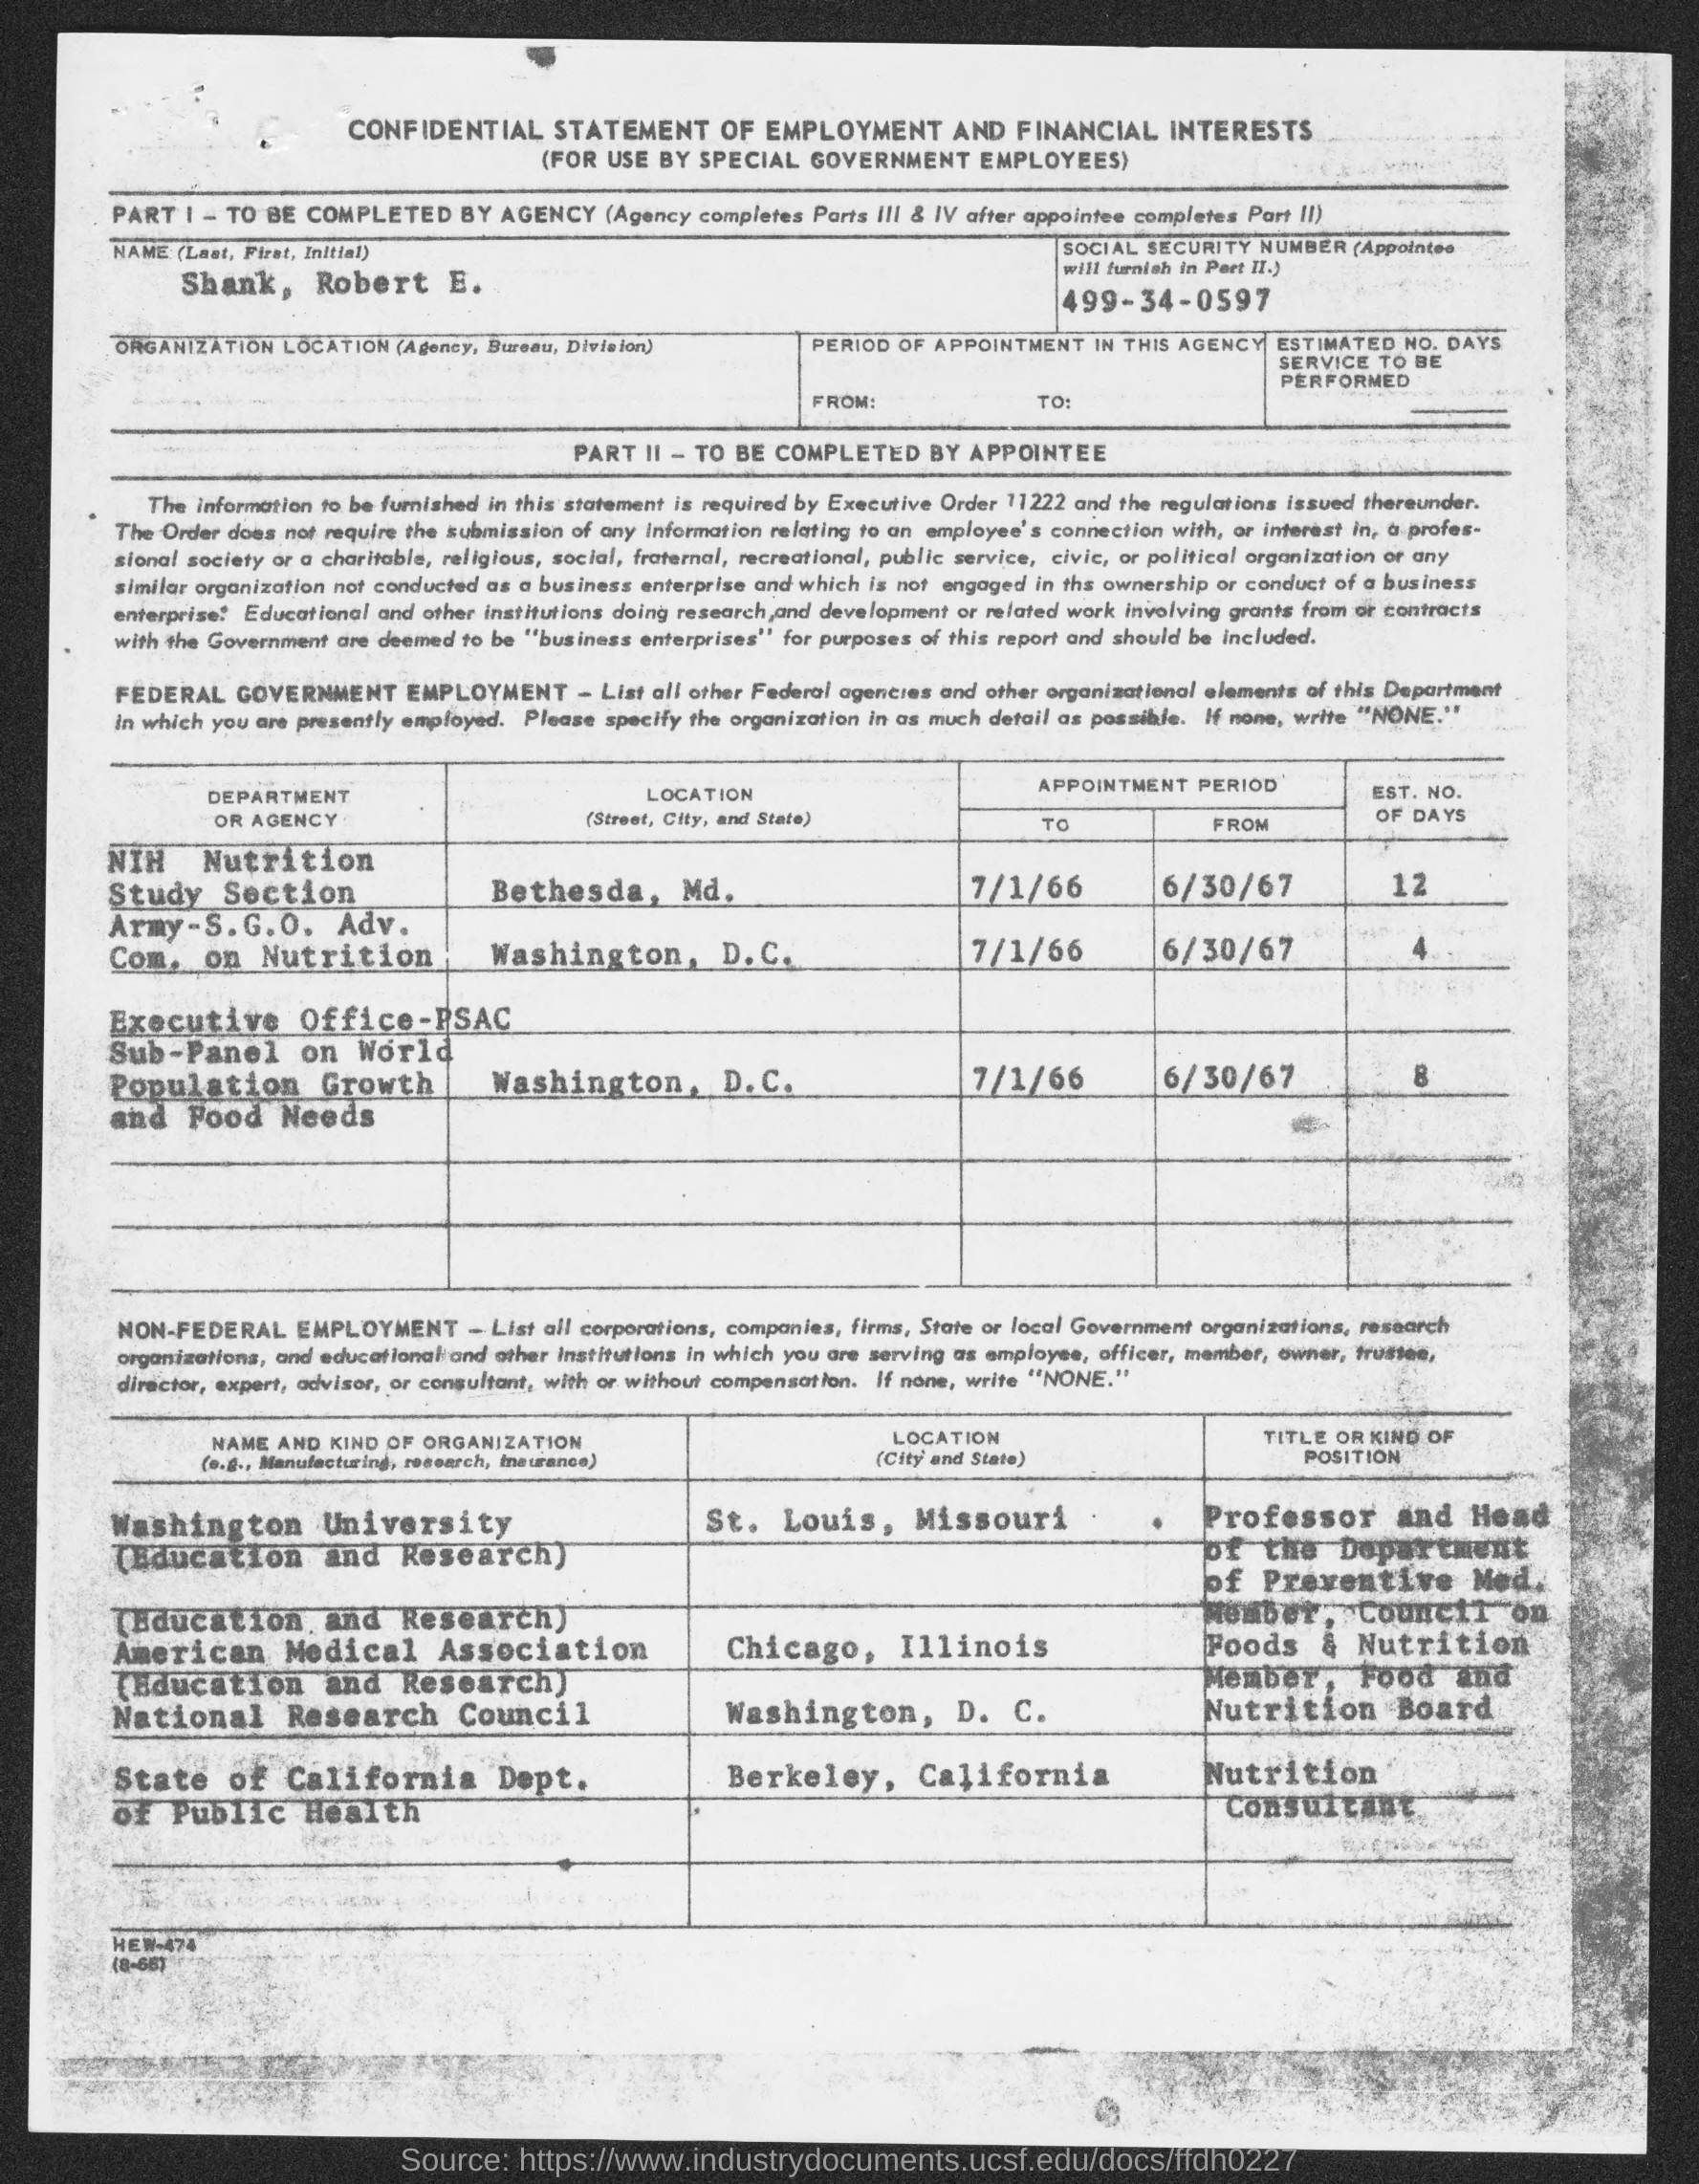 CONFIDENTIAL STATEMENT OF EMPLOYMENT AND FINANCIAL INTERESTS
(FOR USE BY SPECIAL GOVERNMENT EMPLOYEES)
PART I - TO BE COMPLETED BY AGENCY (Agency completes Parts III & IV after appointee completes Part II)
NAME (Last, First, Initial)
Shank, Robert E.
SOCIAL SECURITY NUMBER (Appointee
will furnish in Part II.)
499-34-0597
ORGANIZATION LOCATION (Agency, Bureau, Division)
PERIOD OF APPOINTMENT IN THIS AGENCY
FROM: TO:
ESTIMATED NO. DAYS
SERVICE TO BE
PERFORMED
PART II - TO BE COMPLETED BY APPOINTEE
The information to be furnished in this statement is required by Executive Order 11222 and the regulations issued thereunder.
The Order does not require the submission of any information relating to an employee's connection with, or interest in, a profes-
sional society or a charitable, religious, social, fraternal, recreational, public service, civic, or political organization or any
similar organization not conducted as a business enterprise and which is not engaged in ths ownership or conduct of a business
enterprise. Educational and other institutions doing research,and development or related work involving grants from or contracts
with the Government are deemed to be "business enterprises" for purposes of this report and should be included.
FEDERAL GOVERNMENT EMPLOYMENT - List all other Federal agencies and other organizational elements of this Department
in which you are presently employed. Please specify the organization in as much detail as possible. If none, write "NONE."
DEPARTMENT
OR AGENCY
LOCATION
(Street, City, and State)
APPOINTMENT PERIOD
TO FROM
EST. NO.
OF DAYS
NIH Nutrition
Study Section Bethesda, Md. 7/1/66 6/30/67 12
Army-S.G.O. Adv.
Com. on Nutrition Washington, D.C. 7/1/66 6/30/67 4
Executive Office-PSAC
Sub-Panel on World
Population Growth Washington, D.C. 7/1/66 6/30/67 8
and Food Needs
NON-FEDERAL EMPLOYMENT - List all corporations, companies, firms, State or local Government organizations, research
organizations, and educational and other institutions in which you are serving as employee, officer, member, owner, trustee,
director, expert, advisor, or consultant, with or without compensation. If none, write "NONE."
NAME AND KIND OF ORGANIZATION
(e.g., Manufacturing, research, insurance)
LOCATION
(City and State)
TITLE OR KIND OF
POSITION
Washington University St. Louis, Missouri Professor and Head
(Education and Research) of the Department
of Preventive Med.
(Education and Research) Member, Council on
American Medical Association Chicago, Illinois Foods & Nutrition
(Education and Research) Member, Food and
National Research Council Washington, D. C. Nutrition Board
State of California Dept. Berkeley, California Nutrition
of Public Health Consultant
HEW-474
(8-65)
Source: https://www.industrydocuments.ucsf.edu/docs/ffdh0227